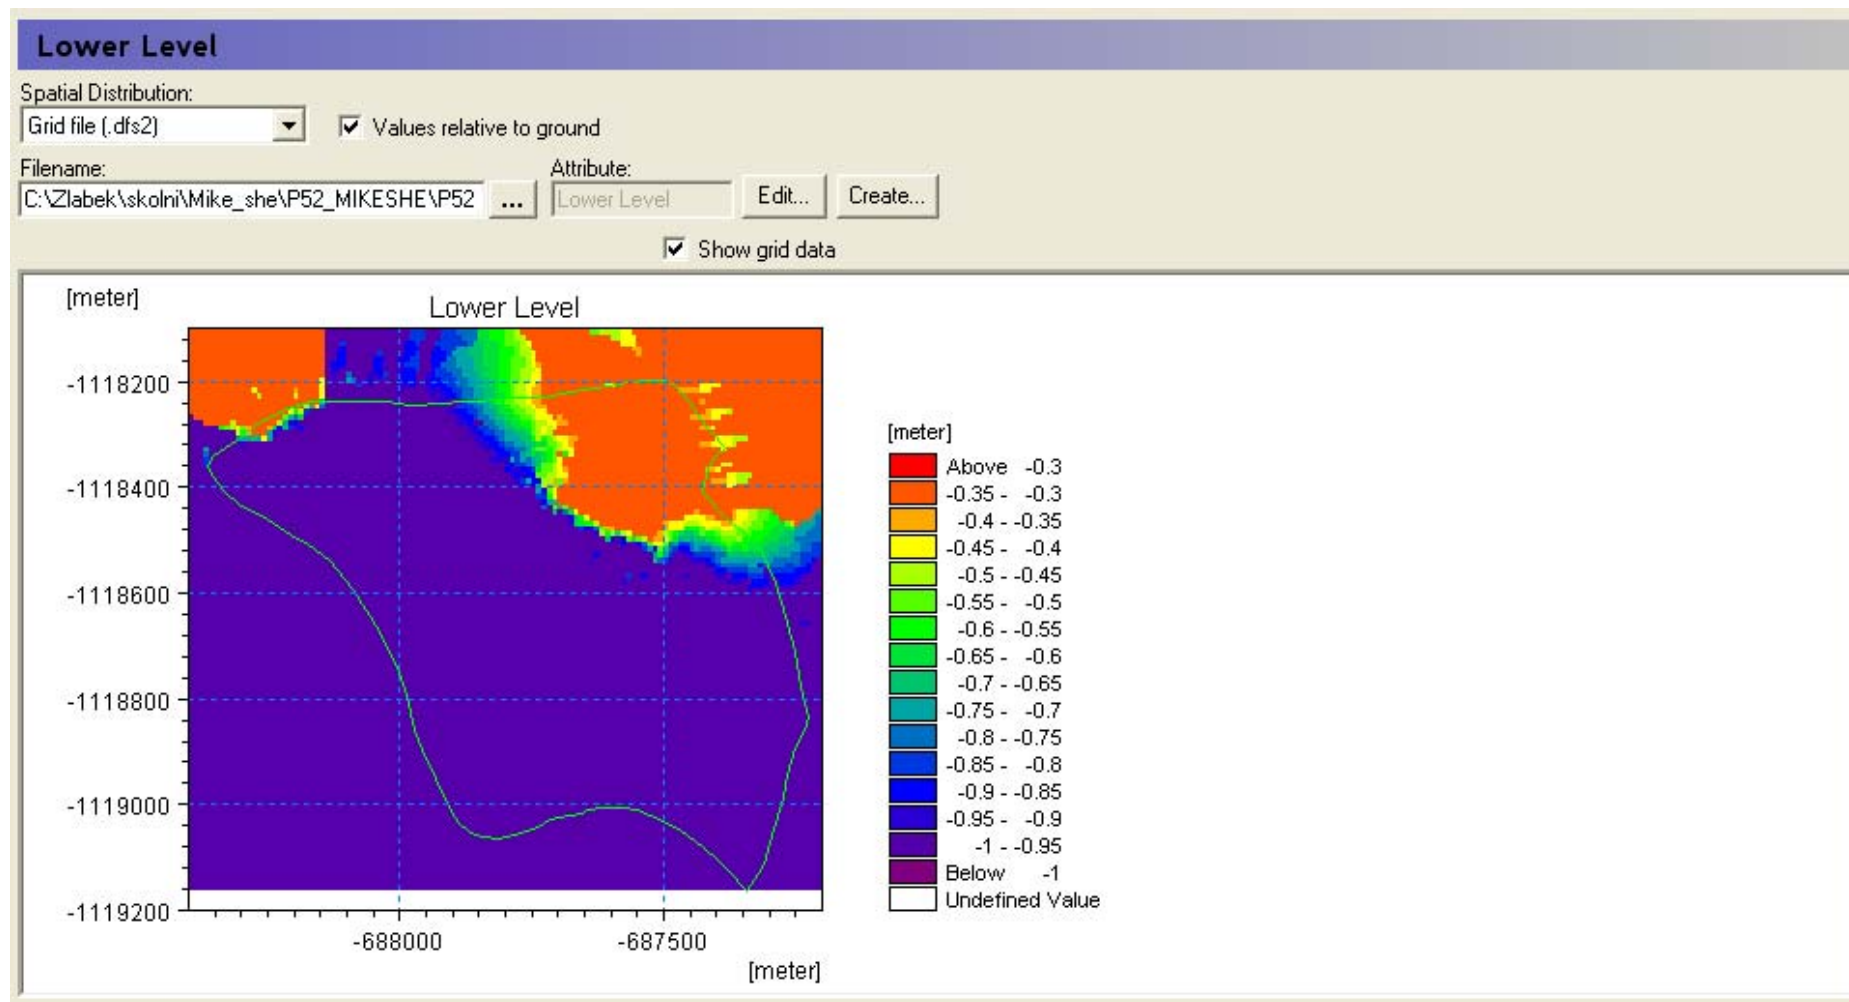 Lower Level
Spatial Distribution:
Grid file (.dfs2) Values relative to ground
Filename: Attribute:
C:\Zlabek\skolni\Mike_she\P52_MIKESHE\P52 ... Lower Level Edit... Create...
Show grid data
[meter]
Lower Level
-1118200
-1118400
-1118600
-1118800
-1119000
-1119200
-688000 -687500
[meter]
[meter]
Above -0.3
-0.35 - -0.3
-0.4 - -0.35
-0.45 - -0.4
-0.5 - -0.45
-0.55 - -0.5
-0.6 - -0.55
-0.65 - -0.6
-0.7 - -0.65
-0.75 - -0.7
-0.8 - -0.75
-0.85 - -0.8
-0.9 - -0.85
-0.95 - -0.9
-1 - -0.95
Below -1
Undefined Value